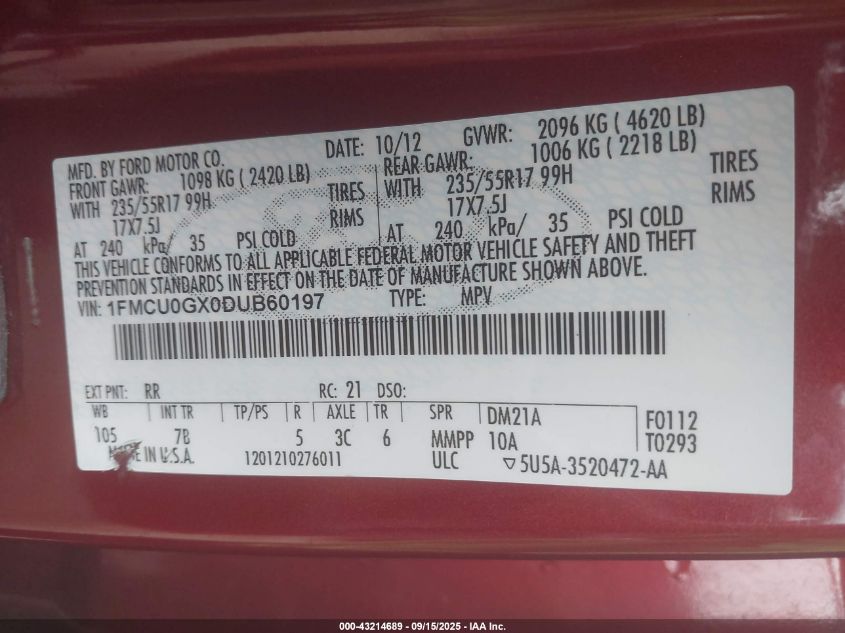 MFD. BY FORD MOTOR CO. DATE: 10/12 GVWR: 2096 KG ( 4620 LB)
FRONT GAWR: 1098 KG ( 2420 LB) REAR GAWR: 1006 KG ( 2218 LB)
WITH 235/55R17 99H TIRES WITH 235/55R17 99H TIRES
17X7.5J RIMS 17X7.5J RIMS
AT 240 kPa/ 35 PSI COLD AT 240 kPa/ 35 PSI COLD
THIS VEHICLE CONFORMS TO ALL APPLICABLE FEDERAL MOTOR VEHICLE SAFETY AND THEFT
PREVENTION STANDARDS IN EFFECT ON THE DATE OF MANUFACTURE SHOWN ABOVE.
VIN: 1FMCU0GX0DUB60197 TYPE: MPV
EXT PNT: RR RC: 21 DSO:
WB INT TR TP/PS R AXLE TR SPR DM21A F0112
105 7B 5 3C 6 MMPP 10A T0293
IN U.S.A. 1201210276011 ULC ▽5U5A-3520472-AA
000-43214689 - 09/15/2025 - IAA Inc.